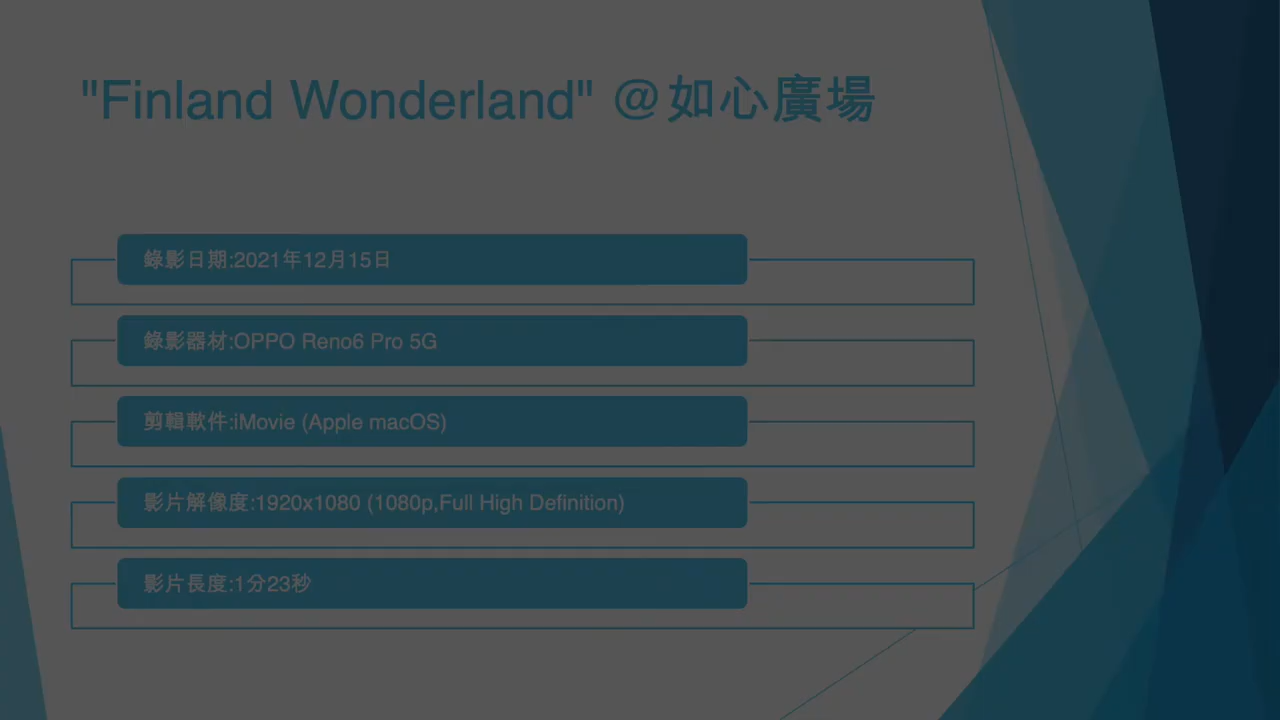 "Finland Wonderland" @如心廣場
錄影日期:2021年12月15日
錄影器材:OPPO Reno6 Pro 5G
剪輯軟件:iMovie (Apple macOS)
影片解像度:1920x1080 (1080p,Full High Definition)
影片長度:1分23秒